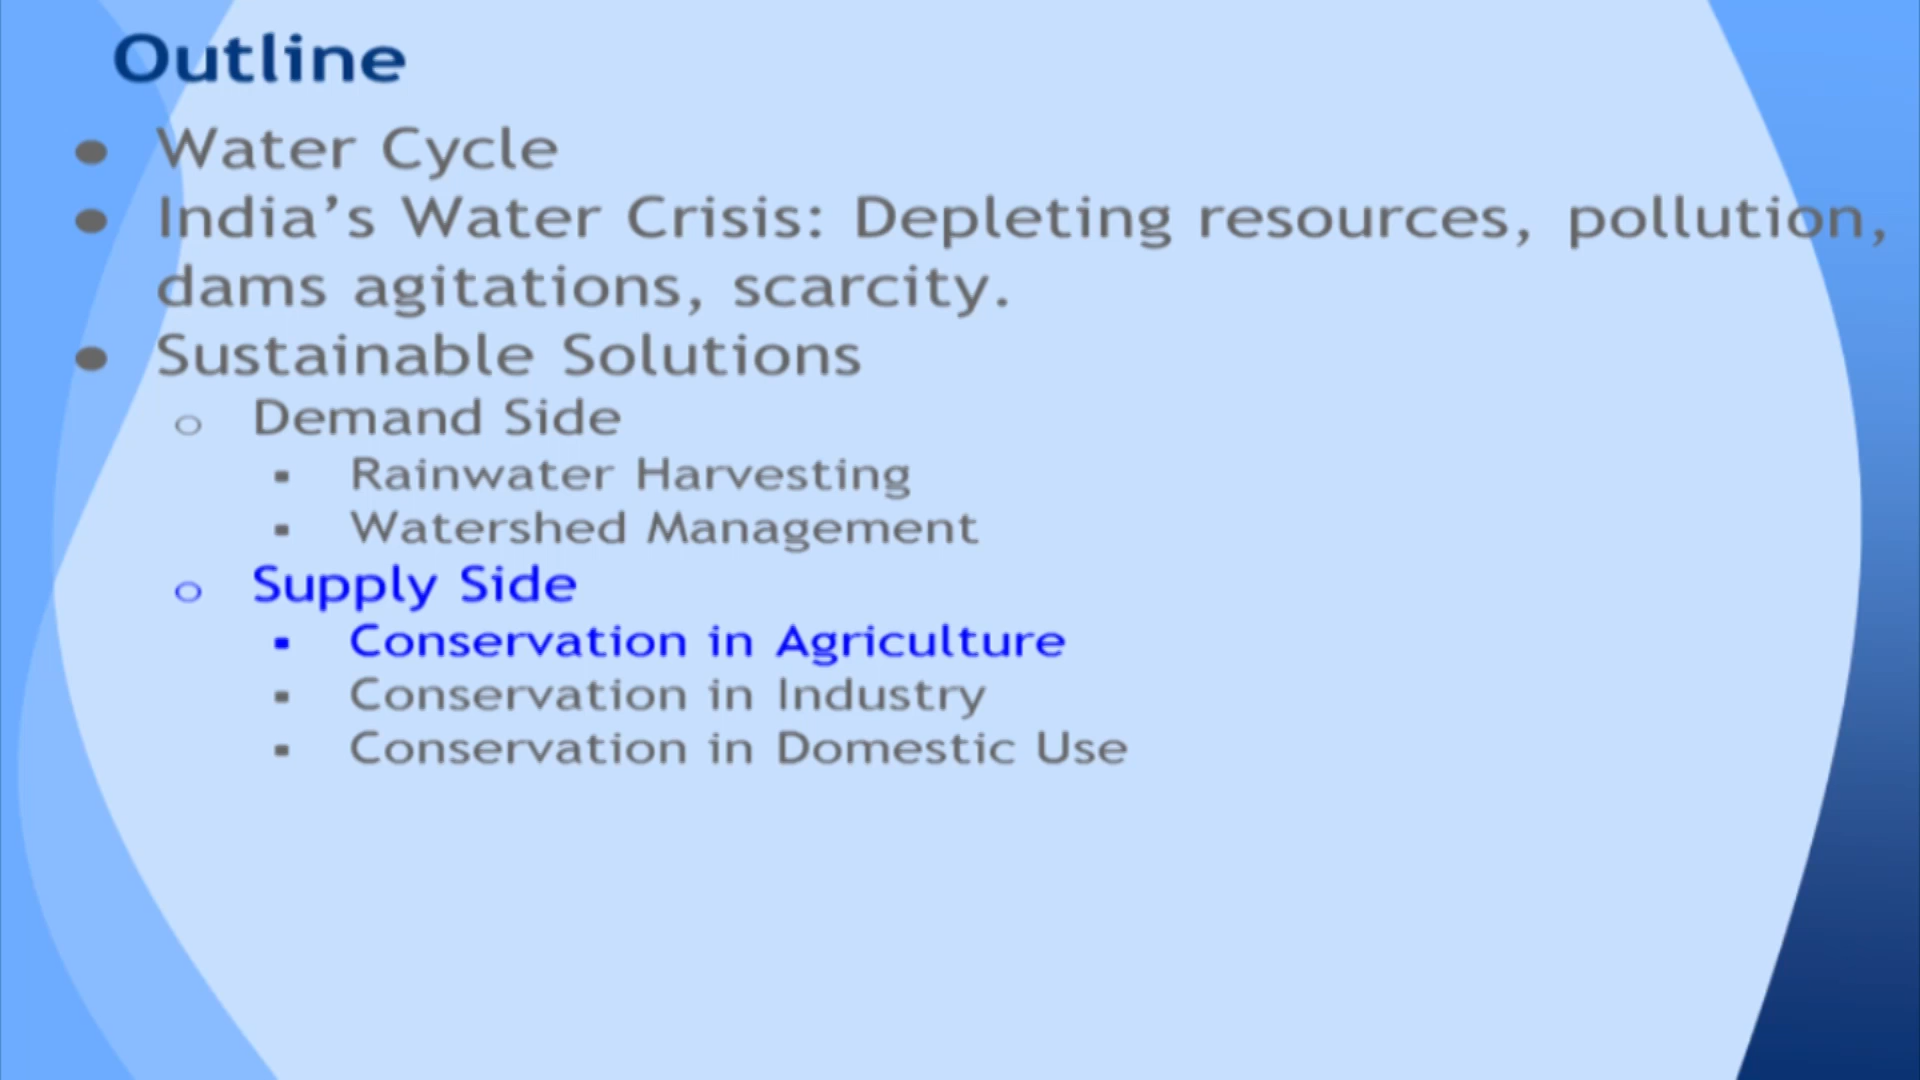 Outline
● Water Cycle
● India’s Water Crisis: Depleting resources, pollution,
dams agitations, scarcity.
● Sustainable Solutions
○ Demand Side
▪ Rainwater Harvesting
▪ Watershed Management
○ Supply Side
▪ Conservation in Agriculture
▪ Conservation in Industry
▪ Conservation in Domestic Use